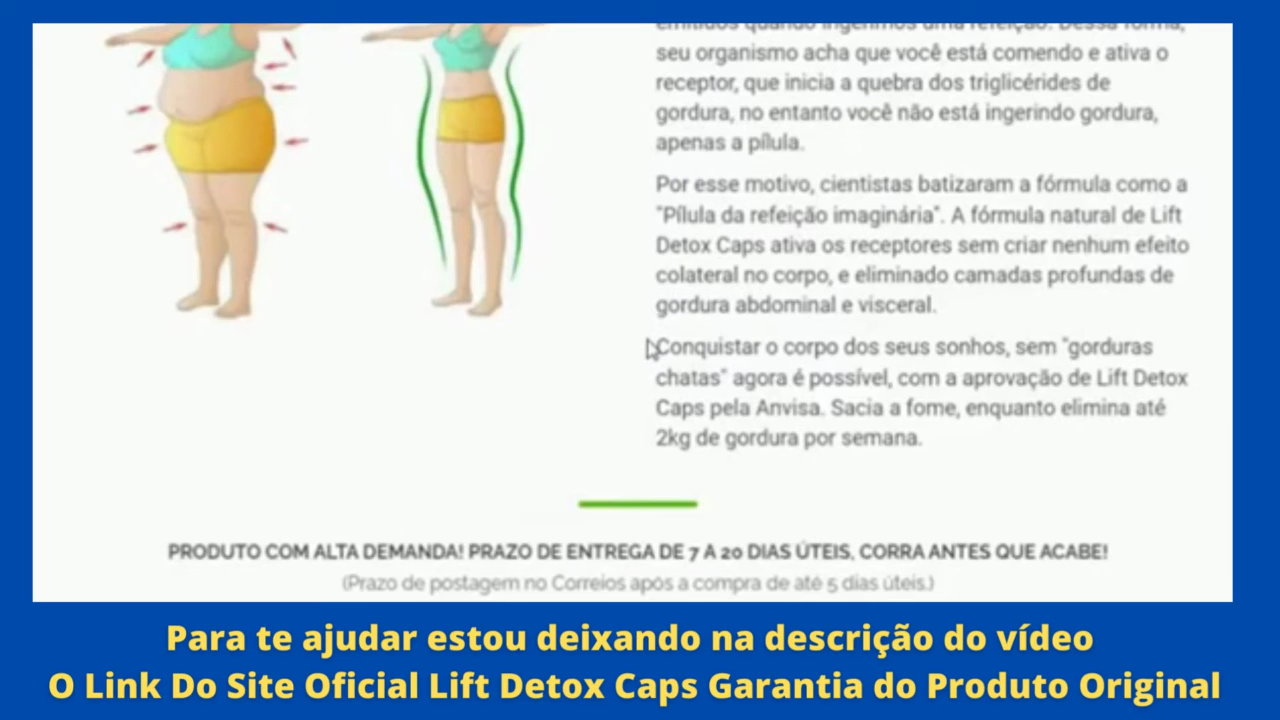 emitidos quando ingerimos uma refeição. Dessa forma,
seu organismo acha que você está comendo e ativa o
receptor, que inicia a quebra dos triglicérides de
gordura, no entanto você não está ingerindo gordura,
apenas a pílula.
Por esse motivo, cientistas batizaram a fórmula como a
"Pílula da refeição imaginária". A fórmula natural de Lift
Detox Caps ativa os receptores sem criar nenhum efeito
colateral no corpo, e eliminado camadas profundas de
gordura abdominal e visceral.
Conquistar o corpo dos seus sonhos, sem "gorduras
chatas" agora é possível, com a aprovação de Lift Detox
Caps pela Anvisa. Sacia a fome, enquanto elimina até
2kg de gordura por semana.
PRODUTO COM ALTA DEMANDA! PRAZO DE ENTREGA DE 7 A 20 DIAS ÚTEIS, CORRA ANTES QUE ACABE!
(Prazo de postagem no Correios após a compra de até 5 dias úteis.)
Para te ajudar estou deixando na descrição do vídeo
O Link Do Site Oficial Lift Detox Caps Garantia do Produto Original